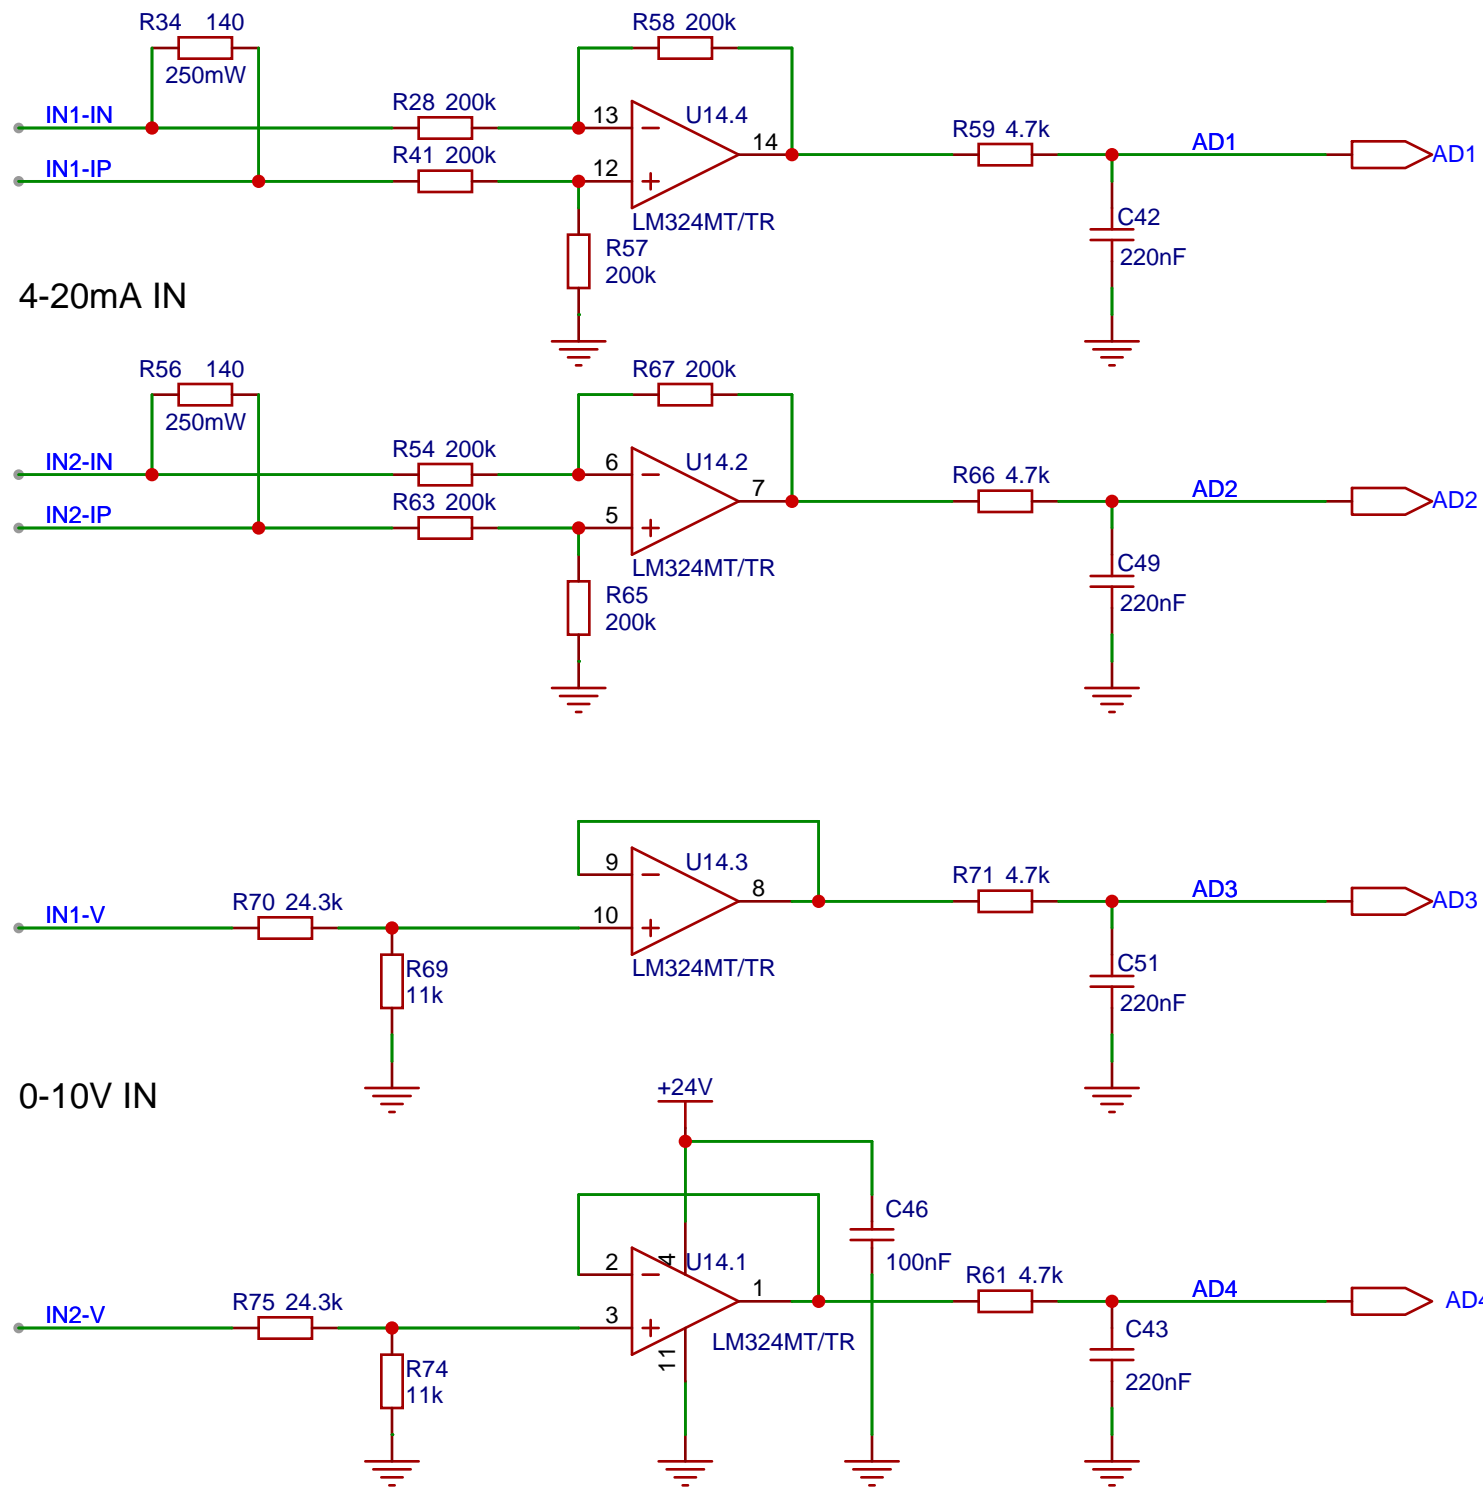 R34 140
250mW
R58 200k
IN1-IN
R28 200k
13
U14.4
14
R59 4.7k
AD1
AD1
IN1-IP
R41 200k
12
LM324MT/TR
C42
220nF
R57
200k
4-20mA IN
R56 140
250mW
R67 200k
IN2-IN
R54 200k
6
U14.2
7
R66 4.7k
AD2
AD2
IN2-IP
R63 200k
5
LM324MT/TR
C49
220nF
R65
200k
9
U14.3
8
R71 4.7k
AD3
AD3
IN1-V
R70 24.3k
10
LM324MT/TR
R69
11k
C51
220nF
0-10V IN
+24V
C46
100nF
2
4
U14.1
1
R61 4.7k
AD4
AD4
IN2-V
R75 24.3k
3
11
LM324MT/TR
C43
220nF
R74
11k